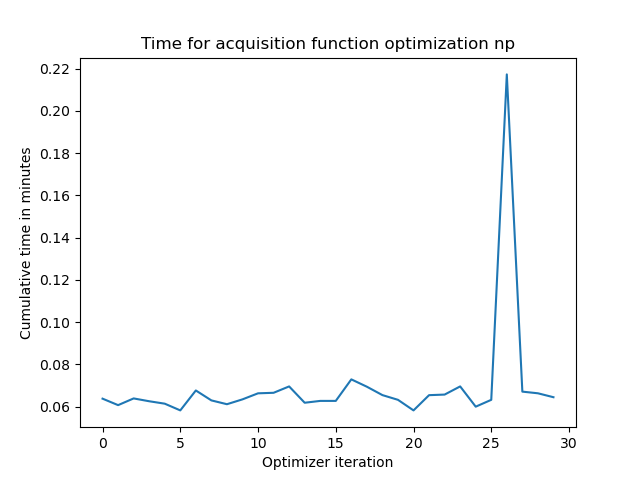 Time for acquisition function optimization np
Cumulative time in minutes
0.22
0.20
0.18
0.16
0.14
0.12
0.10
0.08
0.06
0 5 10 15 20 25 30
Optimizer iteration